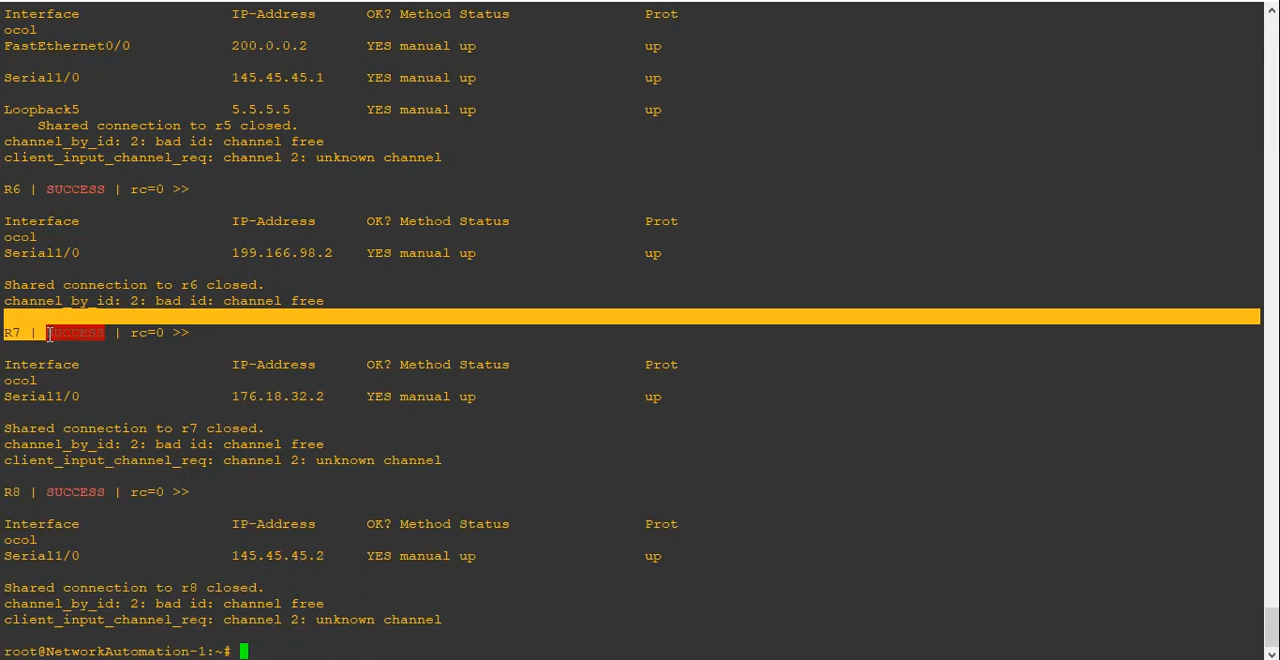 Interface IP-Address OK? Method Status Prot
ocol
FastEthernet0/0 200.0.0.2 YES manual up up
Serial1/0 145.45.45.1 YES manual up up
Loopback5 5.5.5.5 YES manual up up
Shared connection to r5 closed.
channel_by_id: 2: bad id: channel free
client_input_channel_req: channel 2: unknown channel
R6 | SUCCESS | rc=0 >>
Interface IP-Address OK? Method Status Prot
ocol
Serial1/0 199.166.98.2 YES manual up up
Shared connection to r6 closed.
channel_by_id: 2: bad id: channel free
R7 | SUCCESS | rc=0 >>
Interface IP-Address OK? Method Status Prot
ocol
Serial1/0 176.18.32.2 YES manual up up
Shared connection to r7 closed.
channel_by_id: 2: bad id: channel free
client_input_channel_req: channel 2: unknown channel
R8 | SUCCESS | rc=0 >>
Interface IP-Address OK? Method Status Prot
ocol
Serial1/0 145.45.45.2 YES manual up up
Shared connection to r8 closed.
channel_by_id: 2: bad id: channel free
client_input_channel_req: channel 2: unknown channel
root@NetworkAutomation-1:~#